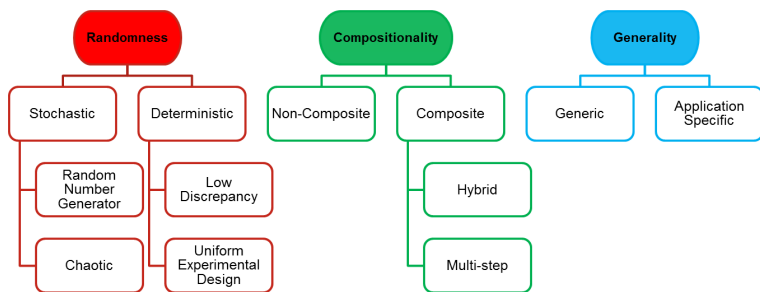 Randomness
Compositionality
Generality
Stochastic
Deterministic
Non-Composite
Composite
Generic
Application
Specific
Random
Number
Generator
Low
Discrepancy
Hybrid
Chaotic
Uniform
Experimental
Design
Multi-step